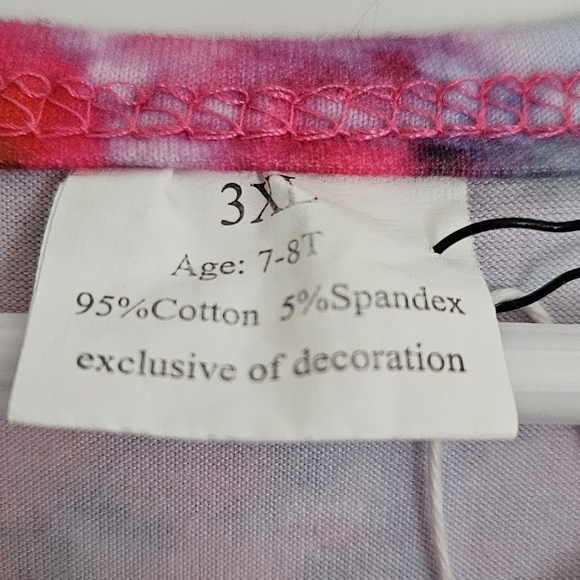 3XL
Age: 7-8T
95%Cotton 5%Spandex
exclusive of decoration